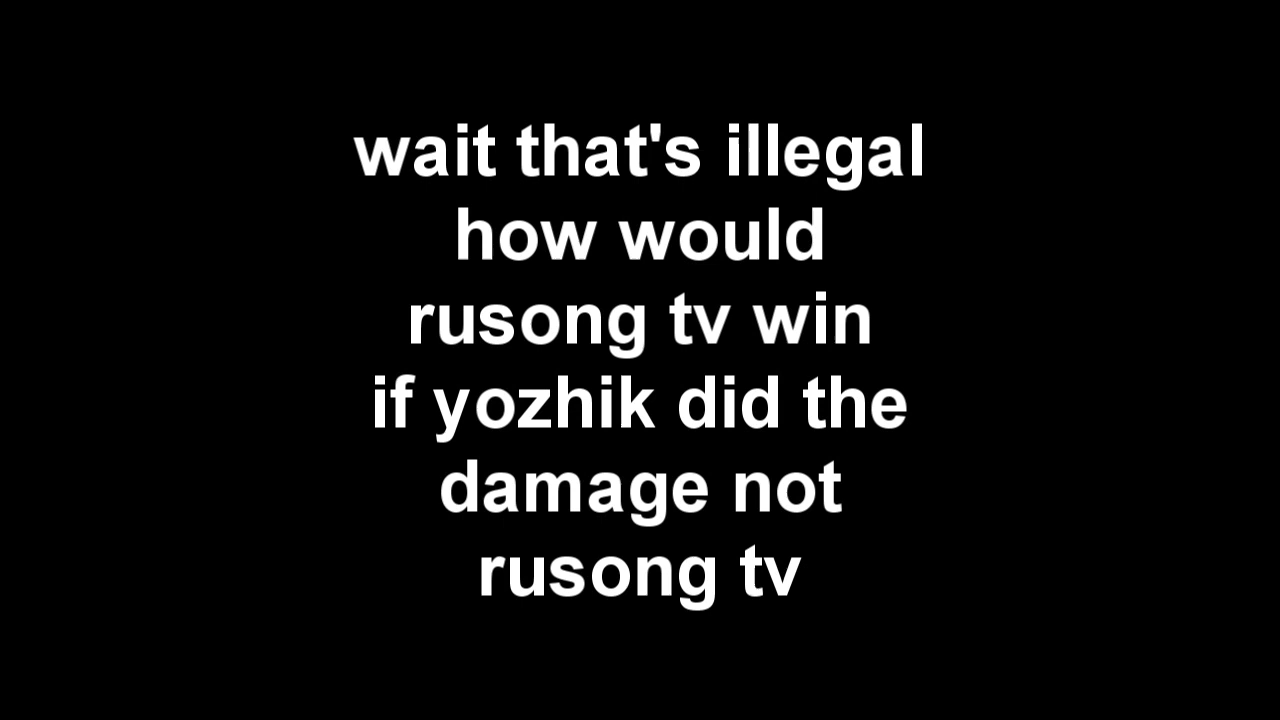 wait that's illegal
how would
rusong tv win
if yozhik did the
damage not
rusong tv